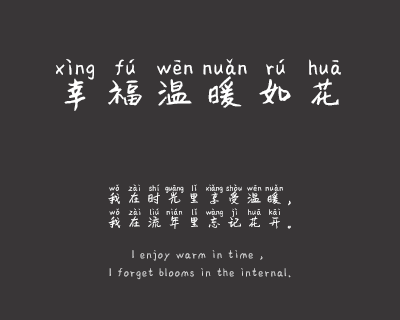 xìng fú wēn nuǎn rú huā
幸福温暖如花
wǒ zài shí guāng lǐ xiǎng shòu wēn nuǎn
我在时光里享受温暖，
wǒ zài liú nián lǐ wàng jì huā kāi
我在流年里忘记花开。
I enjoy warm in time ,
I forget blooms in the internal.